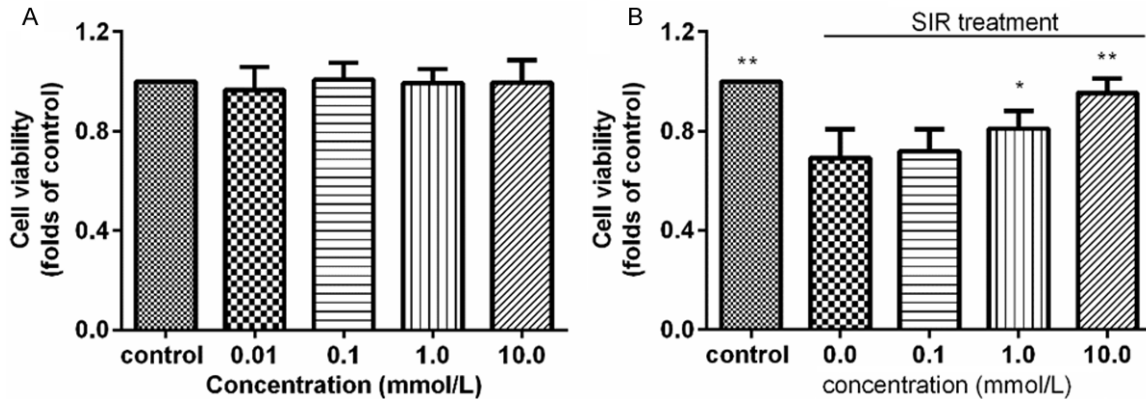 A
1.2
0.8
0.4
0.0
Cell viability
(folds of control)
control 0.01 0.1 1.0 10.0
Concentration (mmol/L)
B
SIR treatment
1.2
0.8
0.4
0.0
Cell viability
(folds of control)
**
*
**
control 0.0 0.1 1.0 10.0
concentration (mmol/L)